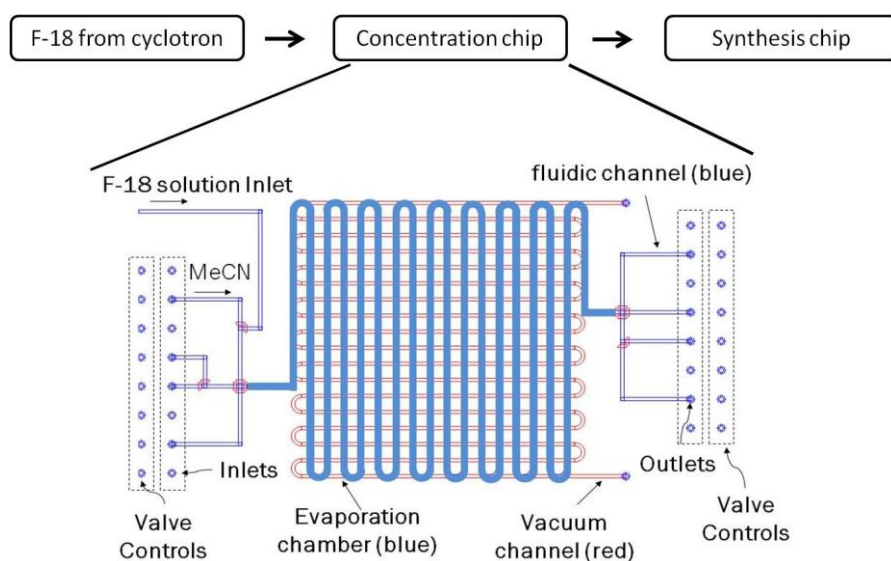 F-18 from cyclotron
Concentration chip
Synthesis chip
F-18 solution Inlet
fluidic channel (blue)
MeCN
Inlets
Outlets
Valve
Controls
Evaporation
chamber (blue)
Vacuum
channel (red)
Valve
Controls